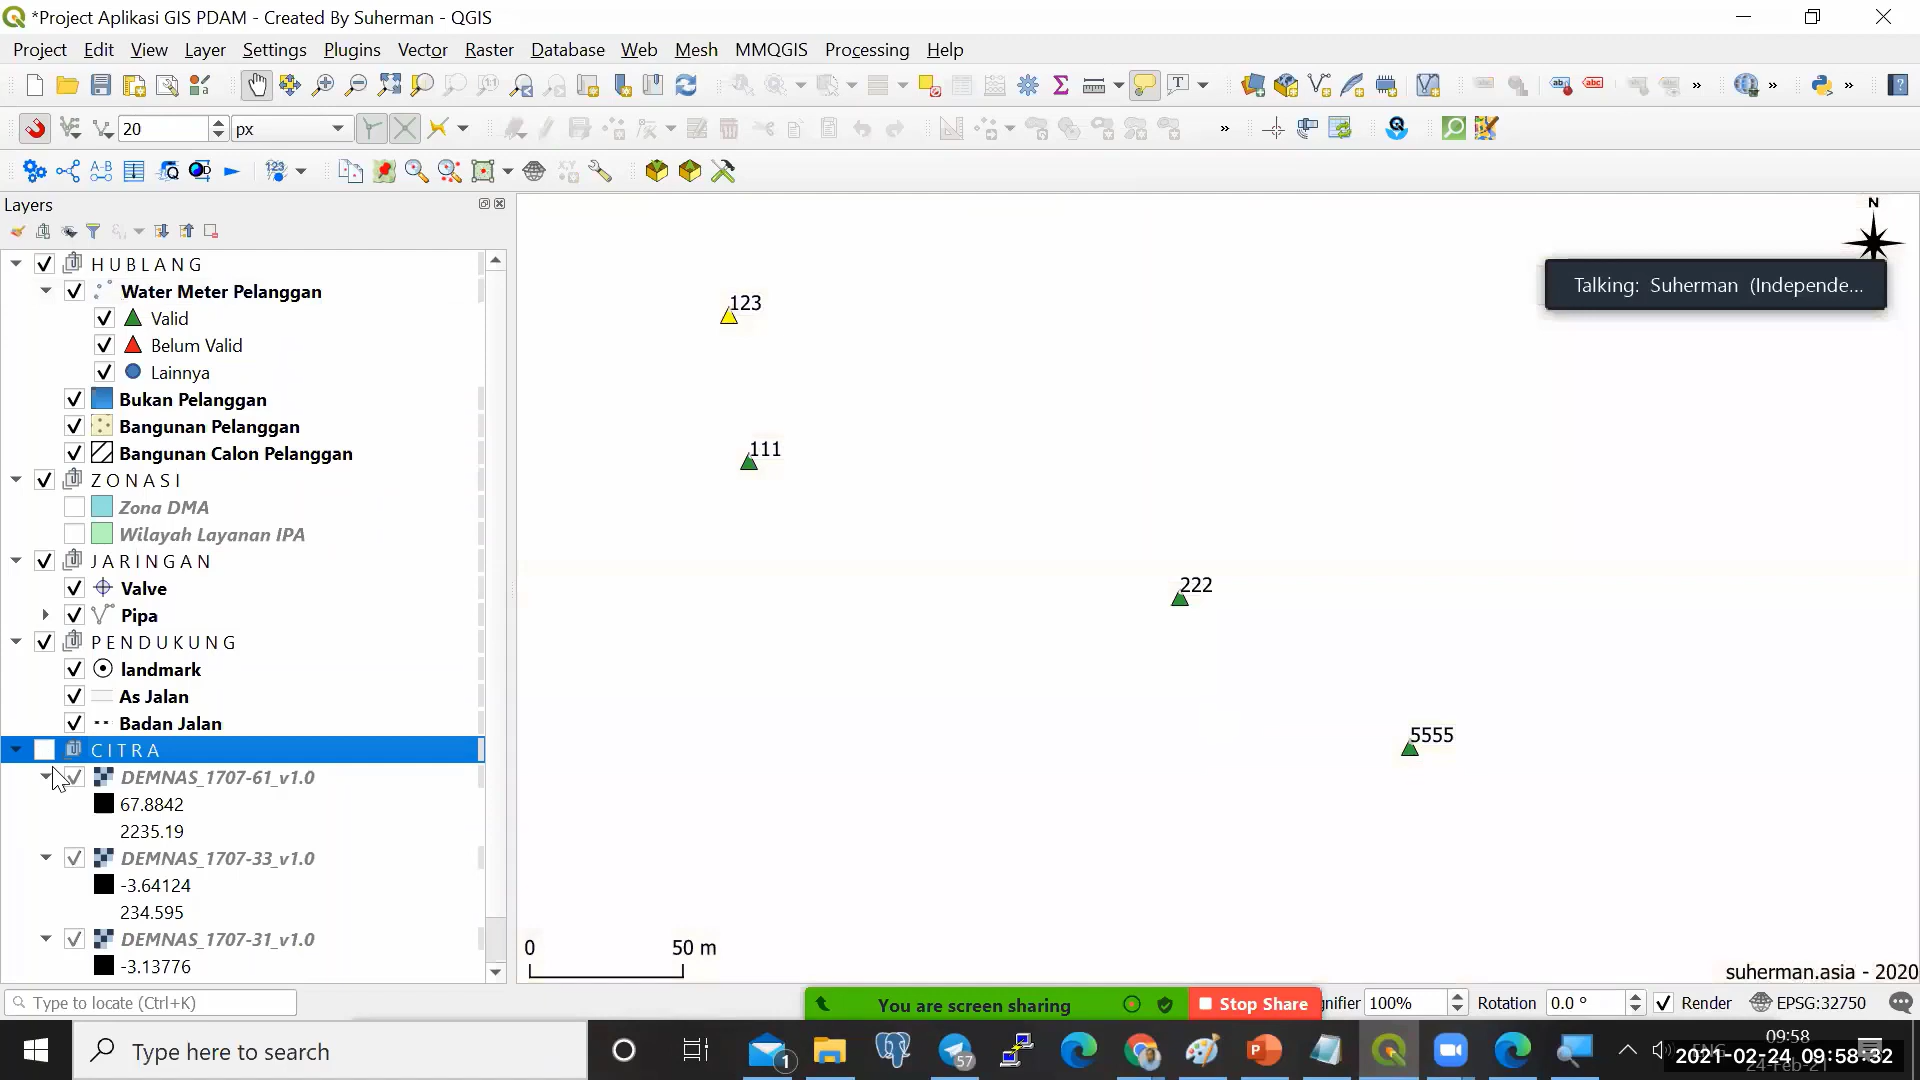 *Project Aplikasi GIS PDAM - Created By Suherman - QGIS
Project Edit View Layer Settings Plugins Vector Raster Database Web Mesh MMQGIS Processing Help
20 px
Layers
HUBLANG
Water Meter Pelanggan
Valid
Belum Valid
Lainnya
Bukan Pelanggan
Bangunan Pelanggan
Bangunan Calon Pelanggan
ZONASI
Zona DMA
Wilayah Layanan IPA
JARINGAN
Valve
Pipa
PENDUKUNG
landmark
As Jalan
Badan Jalan
CITRA
DEMNAS_1707-61_v1.0
67.8842
2235.19
DEMNAS_1707-33_v1.0
-3.64124
234.595
DEMNAS_1707-31_v1.0
-3.13776
N
Talking: Suherman (Independe...
123
111
222
5555
0 50 m
suherman.asia - 2020
Type to locate (Ctrl+K)
You are screen sharing
Stop Share
gnifier 100% Rotation 0.0 ° Render EPSG:32750
Type here to search
1
57
09:58
2021-02-24 09:58:32
24-Feb-21